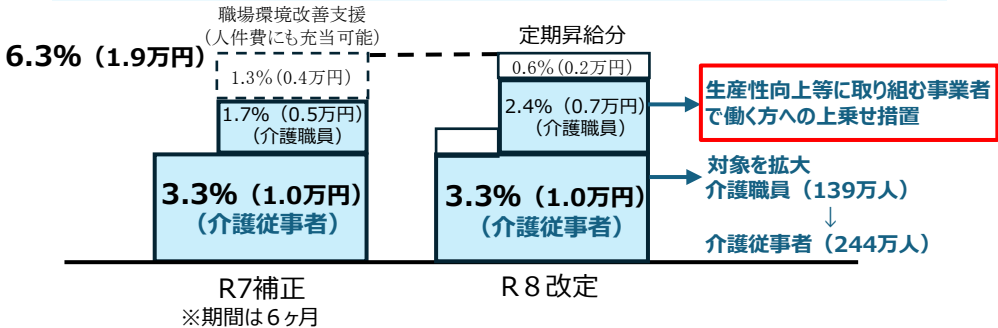 職場環境改善支援
(人件費にも充当可能)
6.3%（1.9万円）
1.3%(0.4万円)
1.7%（0.5万円）
(介護職員)
3.3%（1.0万円）
（介護従事者）
R7補正
※期間は６ヶ月
定期昇給分
0.6%(0.2万円)
2.4%（0.7万円）
(介護職員)
3.3%（1.0万円）
（介護従事者）
R８改定
生産性向上等に取り組む事業者
で働く方への上乗せ措置
対象を拡大
介護職員（139万人）
↓
介護従事者（244万人）